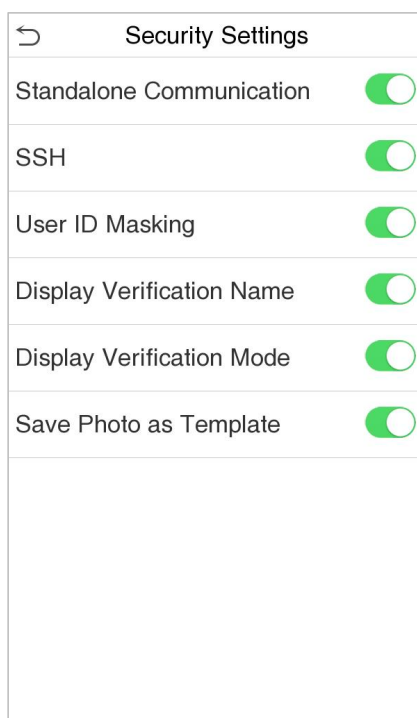 Security Settings
Standalone Communication
SSH
User ID Masking
Display Verification Name
Display Verification Mode
Save Photo as Template